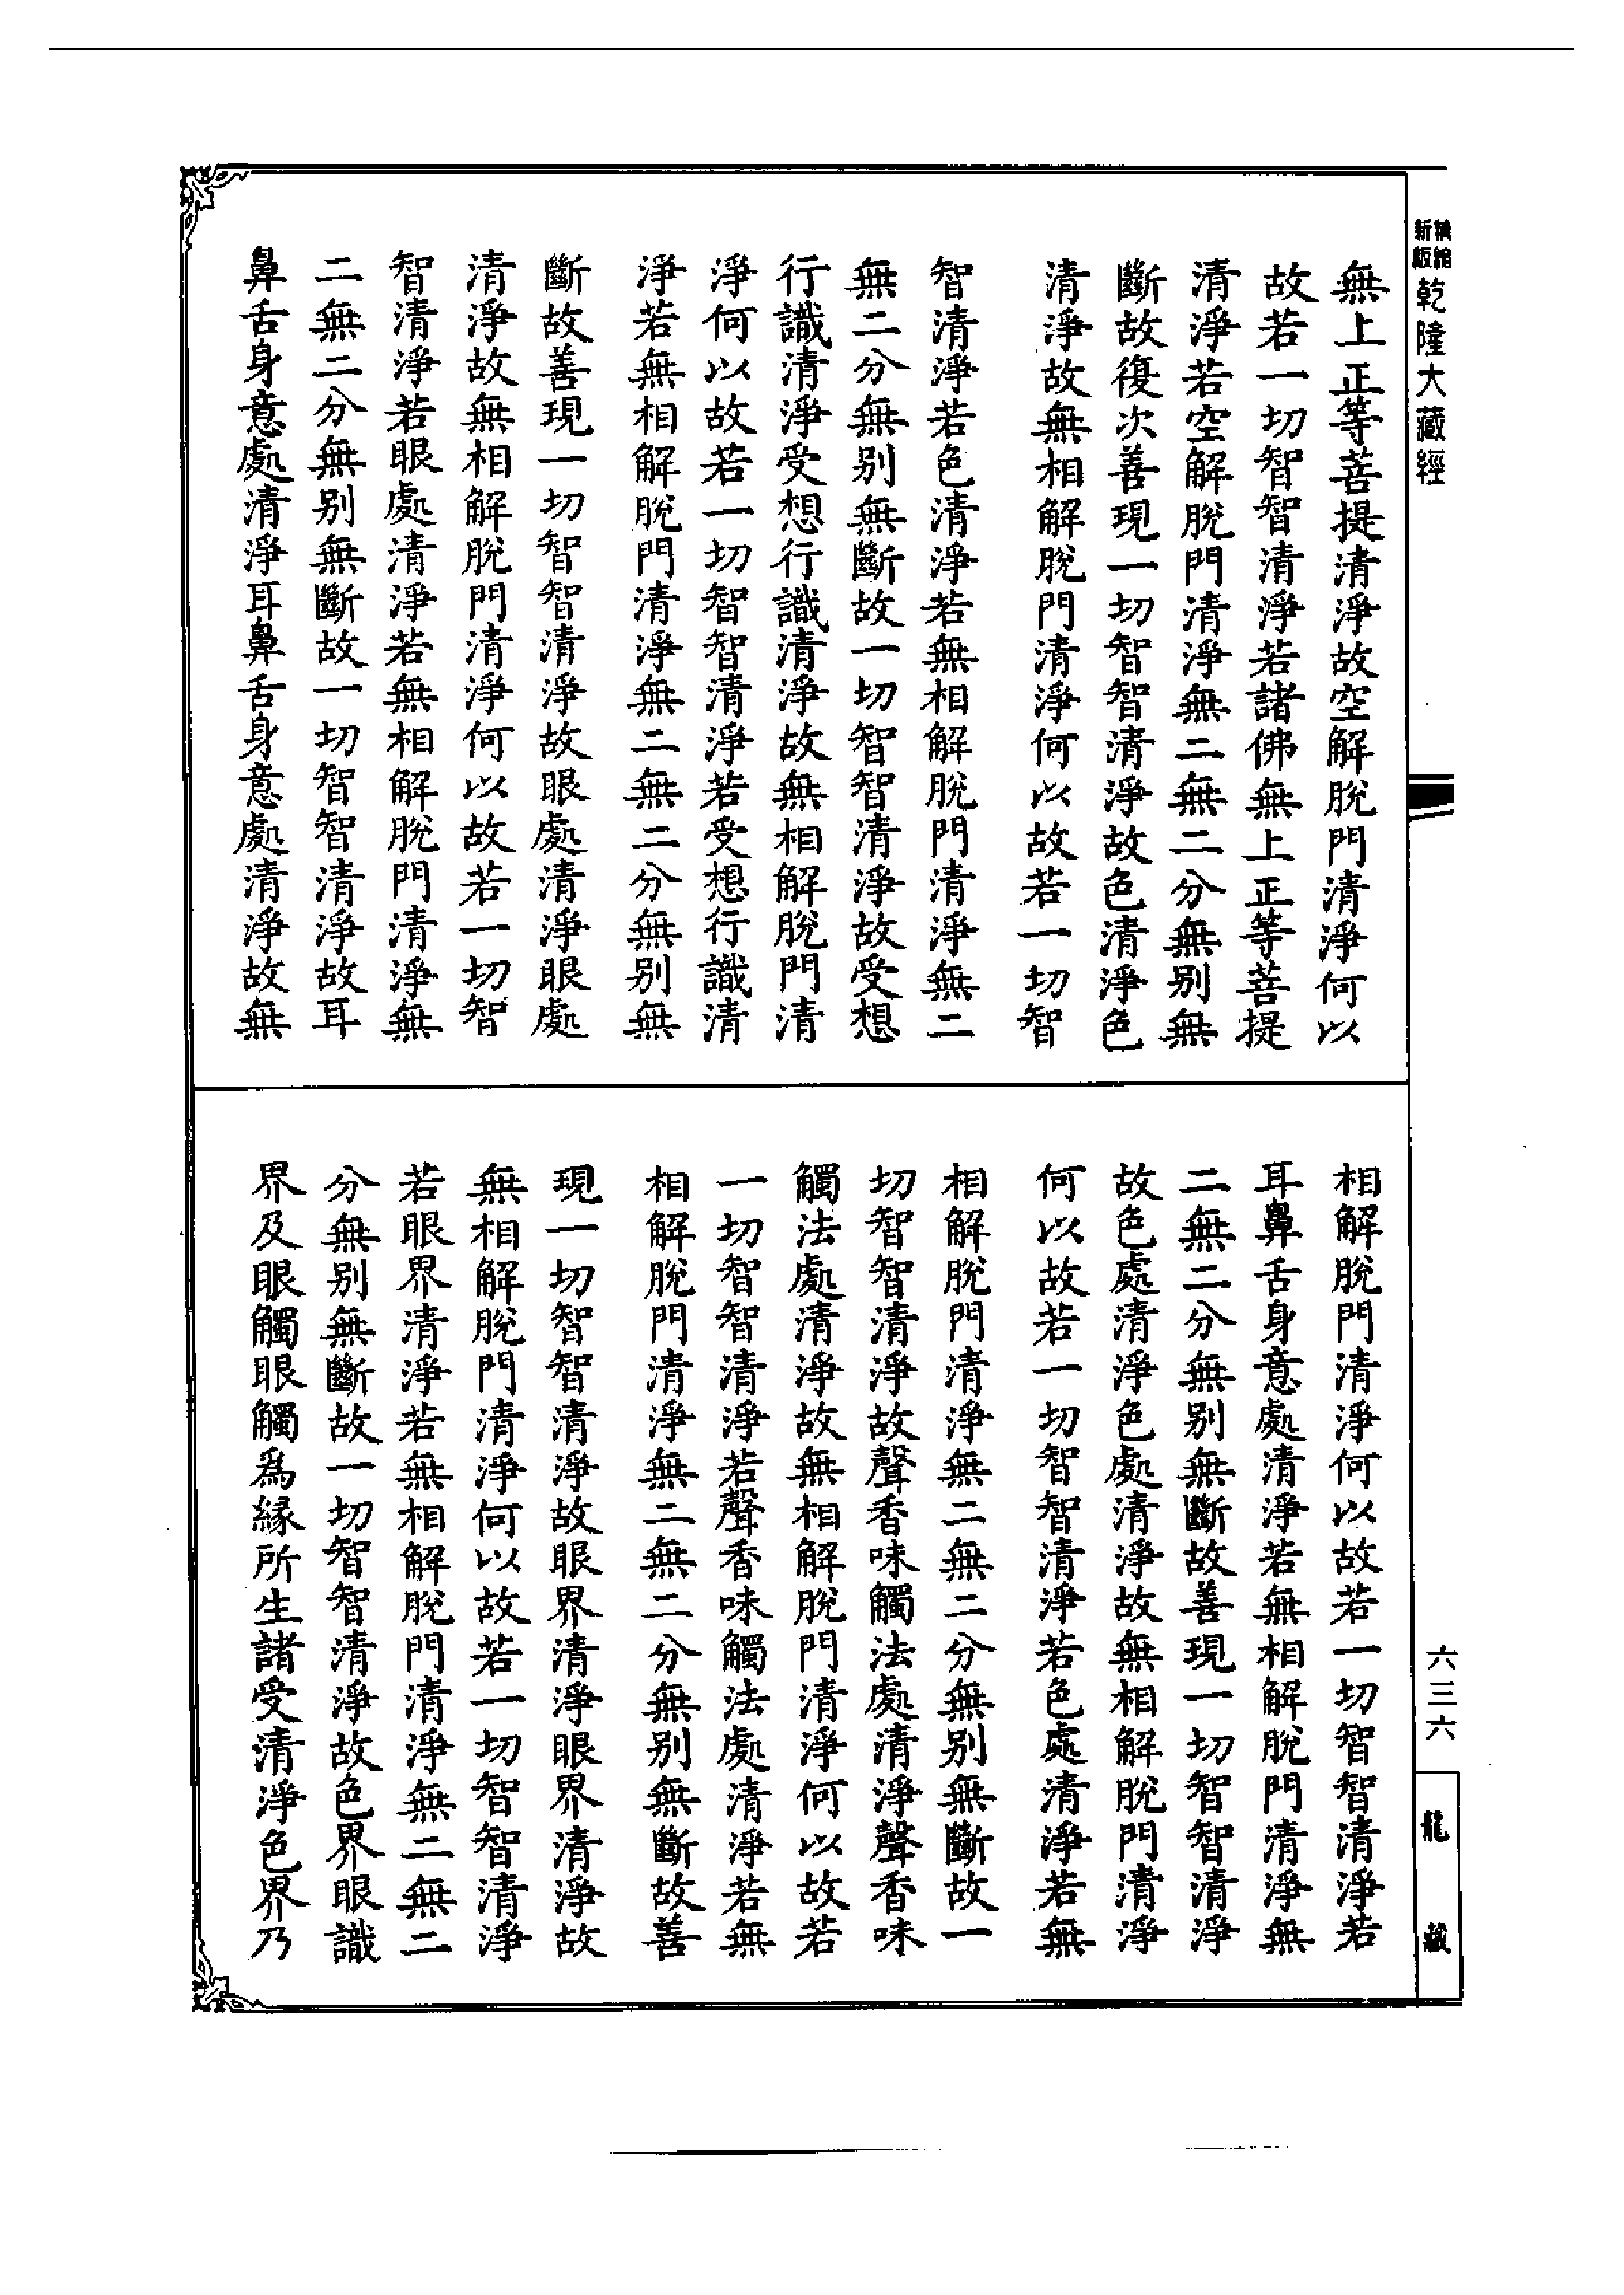 新編縮版乾隆大藏經
無上正等菩提清淨故空解脫門清淨何以
故若一切智智清淨若諸佛無上正等菩提
清淨若空解脫門清淨無二無二分無别無
斷故復次善現一切智智清淨故色清淨色
清淨故無相解脫門清淨何以故若一切智
智清淨若色清淨若無相解脫門清淨無二
無二分無别無斷故一切智智清淨故受想
行識清淨受想行識清淨故無相解脫門清
淨何以故若一切智智清淨若受想行識清
淨若無相解脫門清淨無二無二分無别無
斷故善現一切智智清淨故眼處清淨眼處
清淨故無相解脫門清淨何以故若一切智
智清淨若眼處清淨若無相解脫門清淨無
二無二分無别無斷故一切智智清淨故耳
鼻舌身意處清淨耳鼻舌身意處清淨故無
相解脫門清淨何以故若一切智智清淨若
耳鼻舌身意處清淨若無相解脫門清淨無
二無二分無别無斷故善現一切智智清淨
故色處清淨色處清淨故無相解脫門清淨
何以故若一切智智清淨若色處清淨若無
相解脫門清淨無二無二分無别無斷故一
切智智清淨故聲香味觸法處清淨聲香味
觸法處清淨故無相解脫門清淨何以故若
一切智智清淨若聲香味觸法處清淨若無
相解脫門清淨無二無二分無别無斷故善
現一切智智清淨故眼界清淨眼界清淨故
無相解脫門清淨何以故若一切智智清淨
若眼界清淨若無相解脫門清淨無二無二
分無别無斷故一切智智清淨故色界眼識
界及眼觸眼觸爲緣所生諸受清淨色界乃
六三六
龍藏